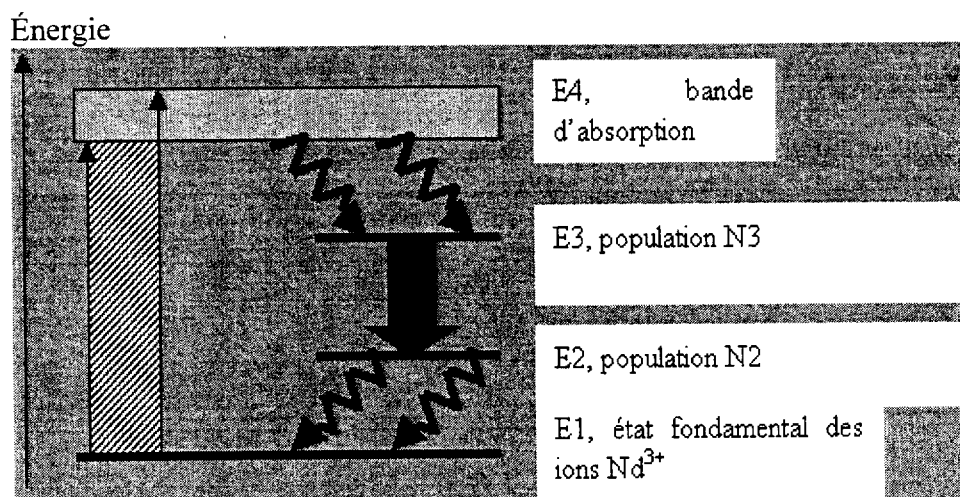 Énergie
E4, bande
d'absorption
E3, population N3
E2, population N2
E1, état fondamental des
ions Nd³⁺